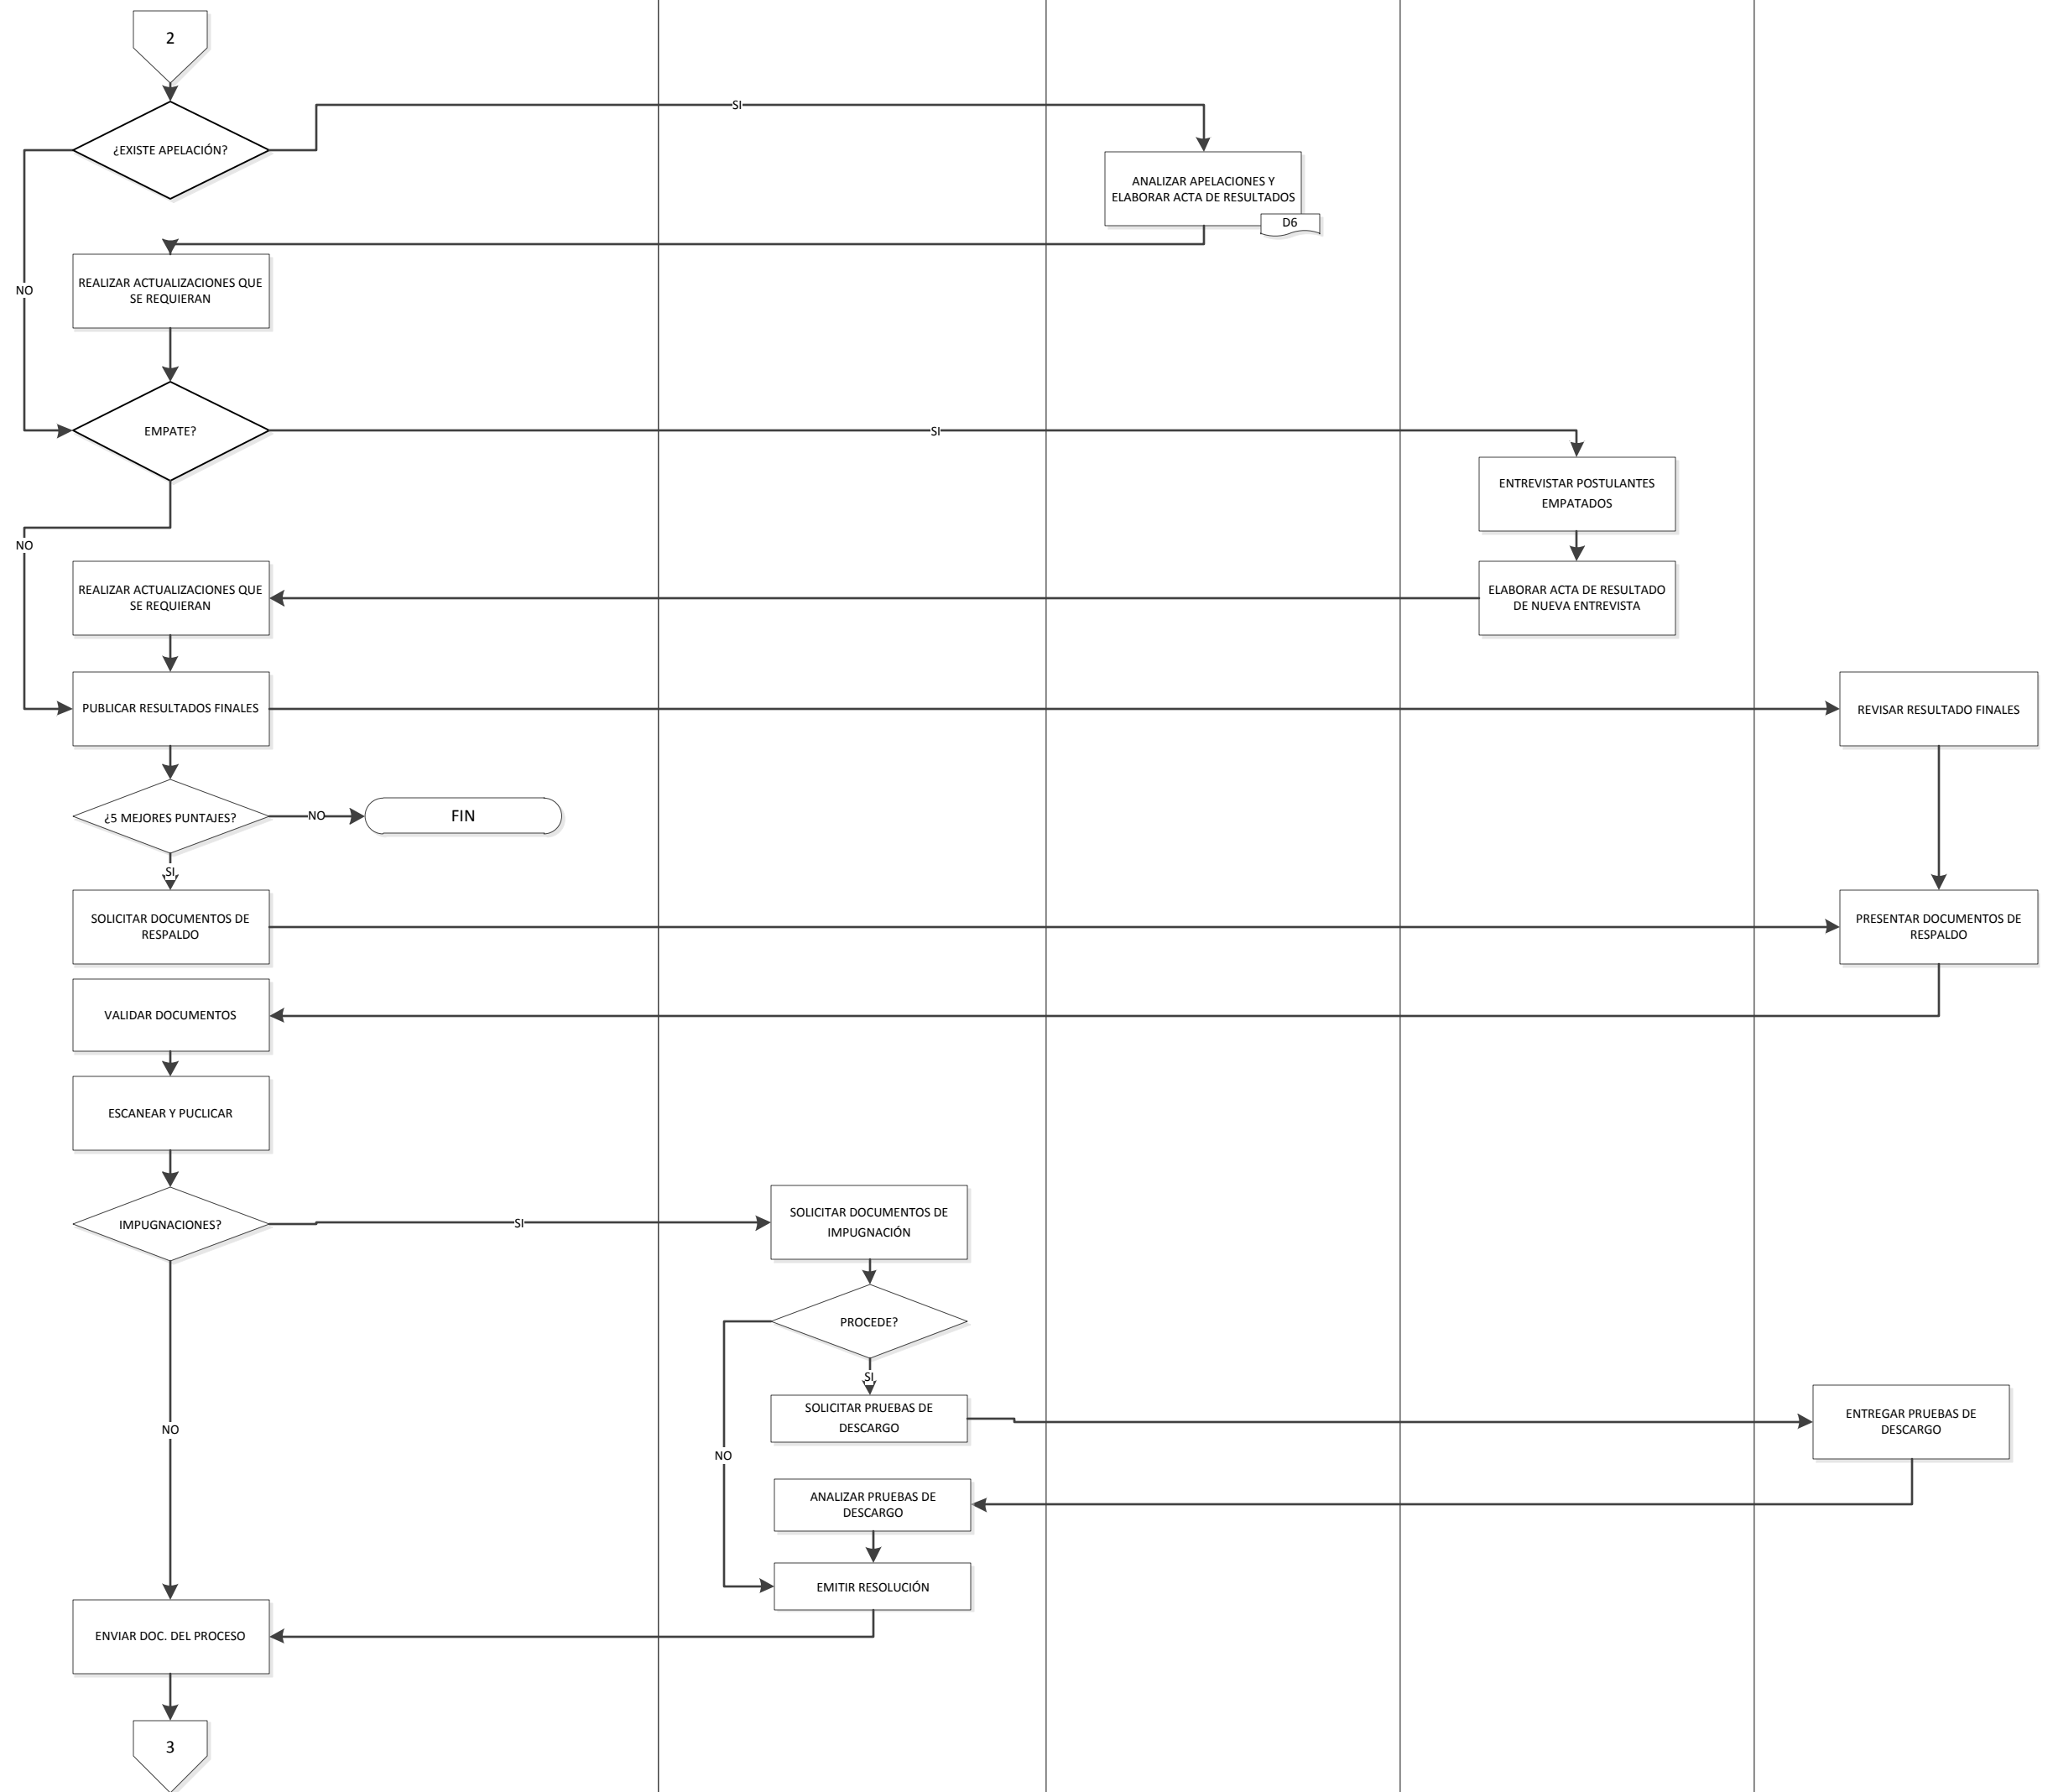 2
SI
¿EXISTE APELACIÓN?
ANALIZAR APELACIONES Y
ELABORAR ACTA DE RESULTADOS
D6
REALIZAR ACTUALIZACIONES QUE
SE REQUIERAN
NO
EMPATE?
SI
ENTREVISTAR POSTULANTES
EMPATADOS
NO
REALIZAR ACTUALIZACIONES QUE
SE REQUIERAN
ELABORAR ACTA DE RESULTADO
DE NUEVA ENTREVISTA
PUBLICAR RESULTADOS FINALES
REVISAR RESULTADO FINALES
¿5 MEJORES PUNTAJES?
NO
FIN
SI
SOLICITAR DOCUMENTOS DE
RESPALDO
PRESENTAR DOCUMENTOS DE
RESPALDO
VALIDAR DOCUMENTOS
ESCANEAR Y PUCLICAR
IMPUGNACIONES?
SI
SOLICITAR DOCUMENTOS DE
IMPUGNACIÓN
PROCEDE?
SI
SOLICITAR PRUEBAS DE
DESCARGO
ENTREGAR PRUEBAS DE
DESCARGO
NO
NO
ANALIZAR PRUEBAS DE
DESCARGO
EMITIR RESOLUCIÓN
ENVIAR DOC. DEL PROCESO
3